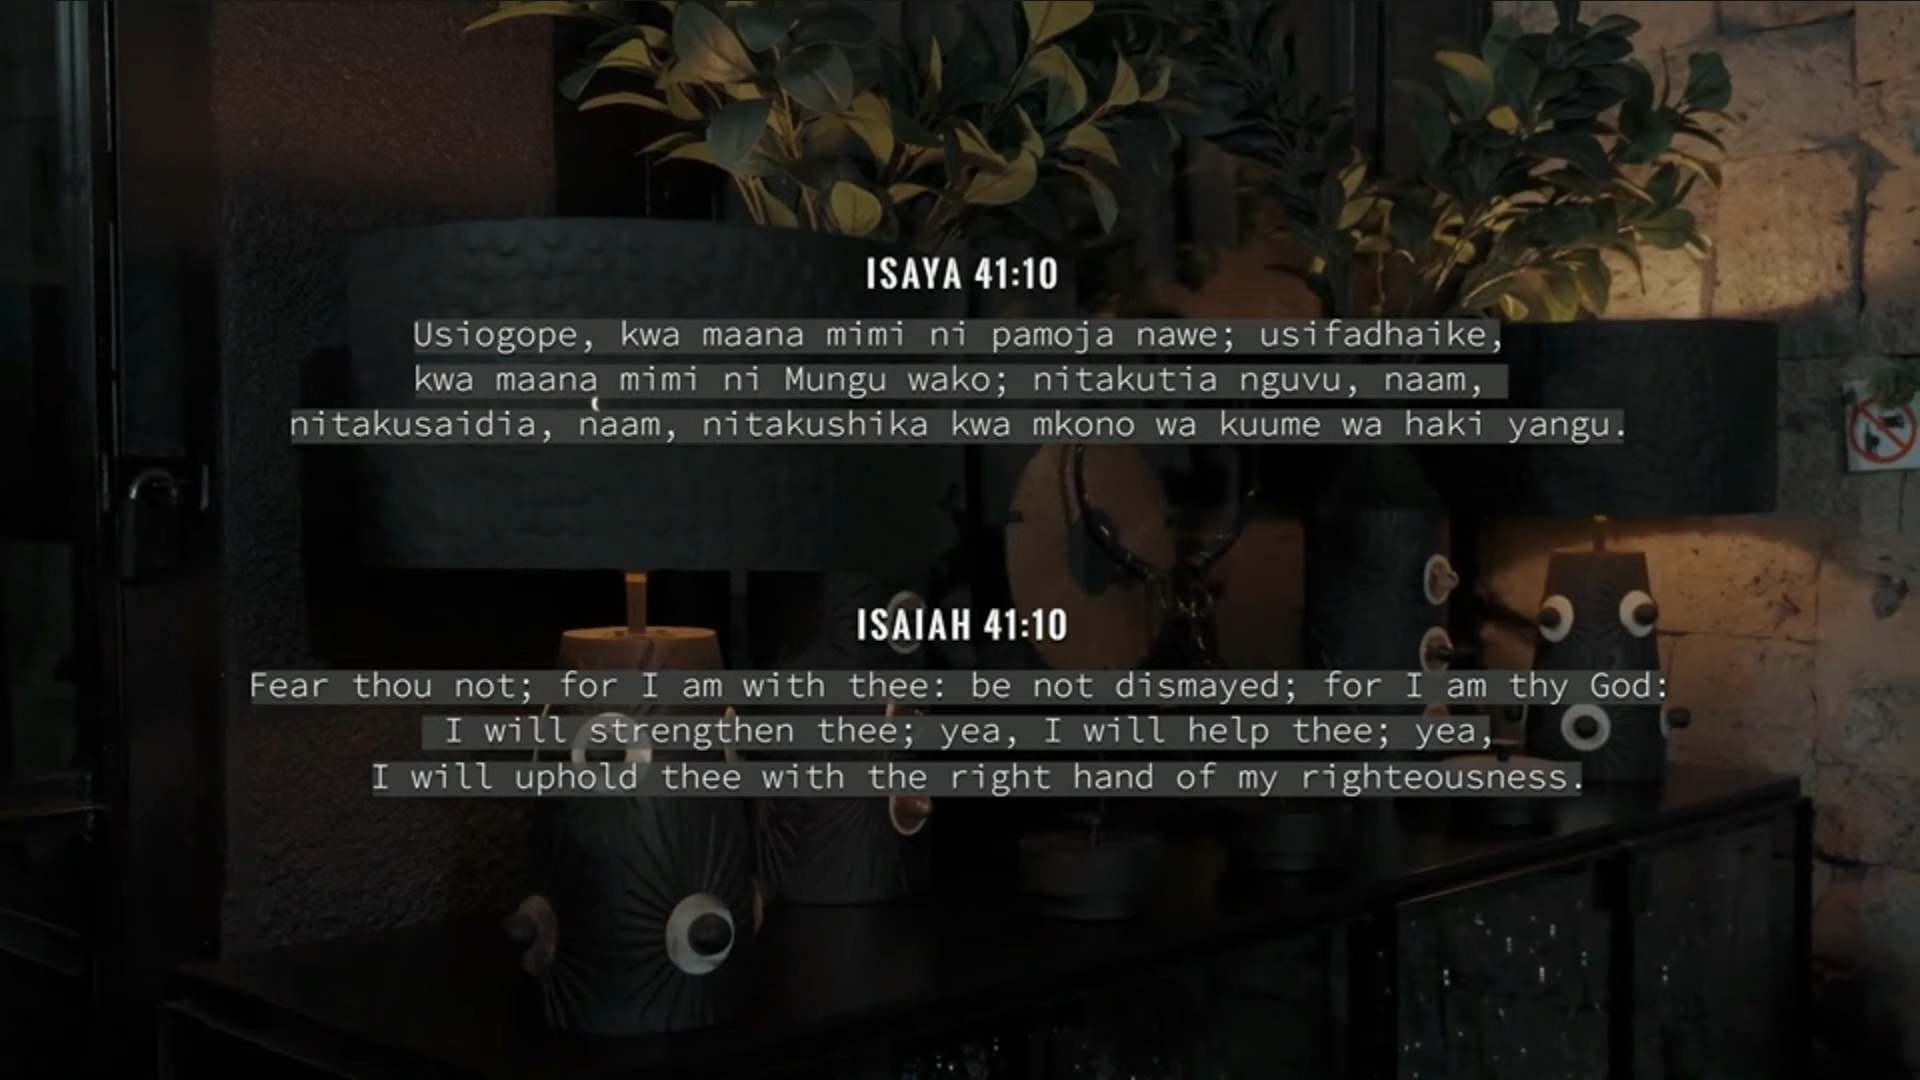 ISAYA 41:10
Usiogope, kwa maana mimi ni pamoja nawe; usifadhaike,
kwa maana mimi ni Mungu wako; nitakutia nguvu, naam,
nitakusaidia, naam, nitakushika kwa mkono wa kuume wa haki yangu.
ISAIAH 41:10
Fear thou not; for I am with thee: be not dismayed; for I am thy God:
I will strengthen thee; yea, I will help thee; yea,
I will uphold thee with the right hand of my righteousness.